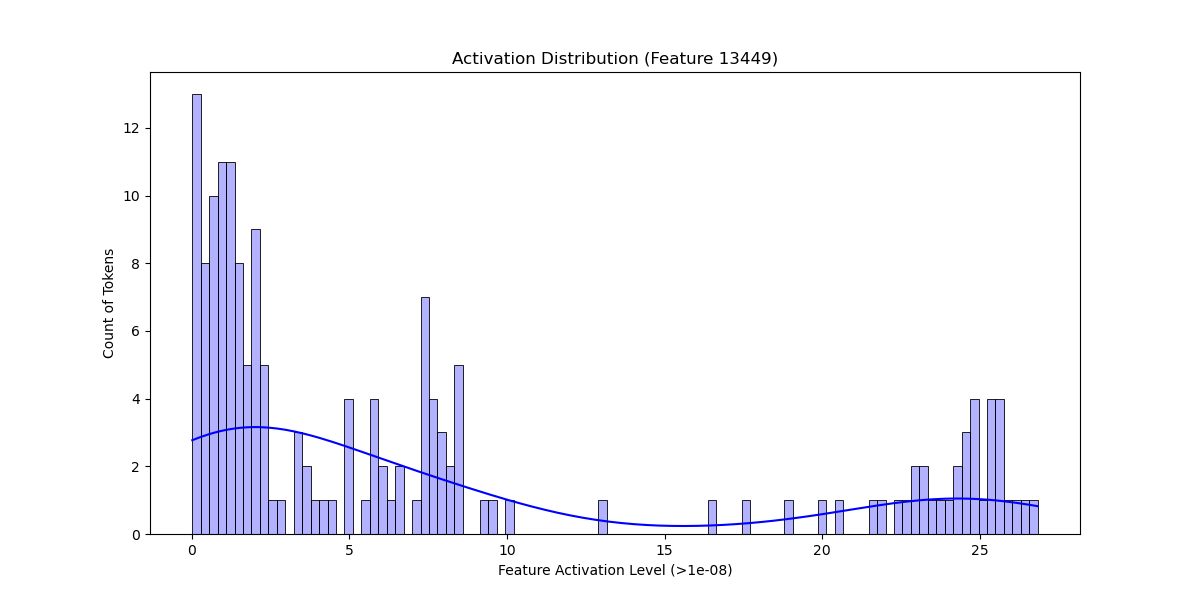 Activation Distribution (Feature 13449)
Count of Tokens
12
10
8
6
4
2
0
0 5 10 15 20 25
Feature Activation Level (>1e-08)